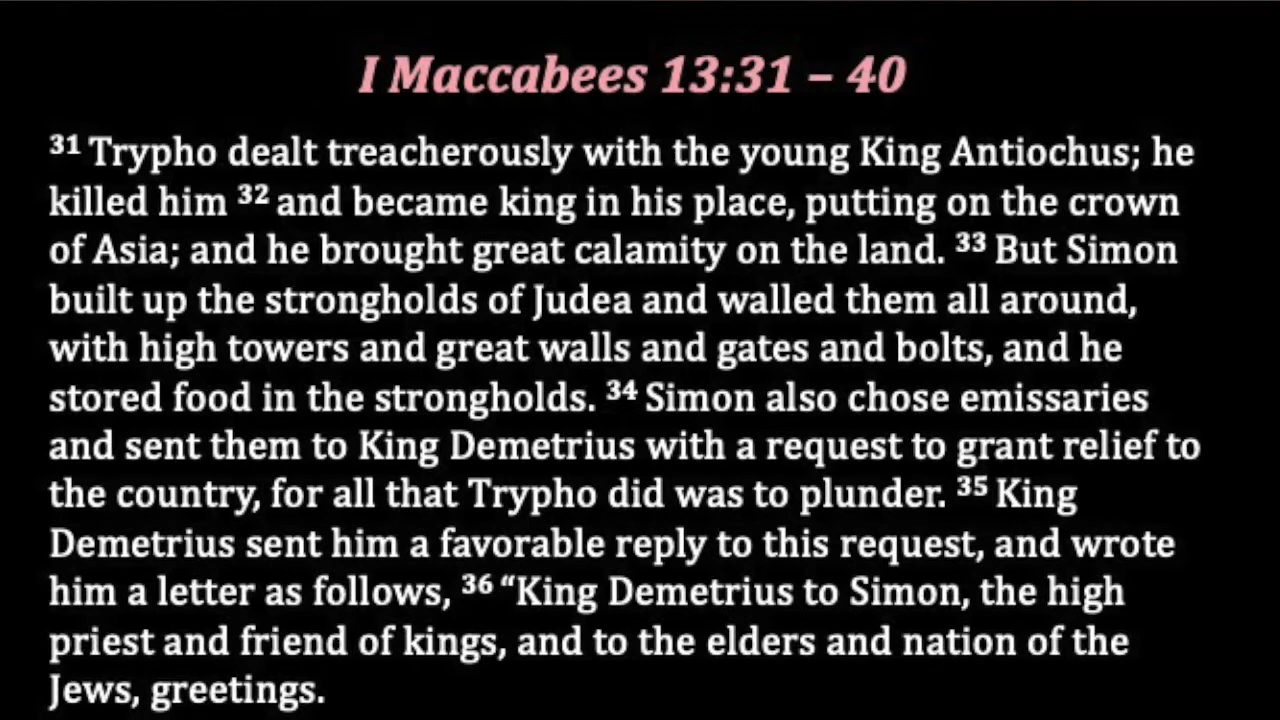 I Maccabees 13:31 – 40
31 Trypho dealt treacherously with the young King Antiochus; he
killed him 32 and became king in his place, putting on the crown
of Asia; and he brought great calamity on the land. 33 But Simon
built up the strongholds of Judea and walled them all around,
with high towers and great walls and gates and bolts, and he
stored food in the strongholds. 34 Simon also chose emissaries
and sent them to King Demetrius with a request to grant relief to
the country, for all that Trypho did was to plunder. 35 King
Demetrius sent him a favorable reply to this request, and wrote
him a letter as follows, 36 “King Demetrius to Simon, the high
priest and friend of kings, and to the elders and nation of the
Jews, greetings.